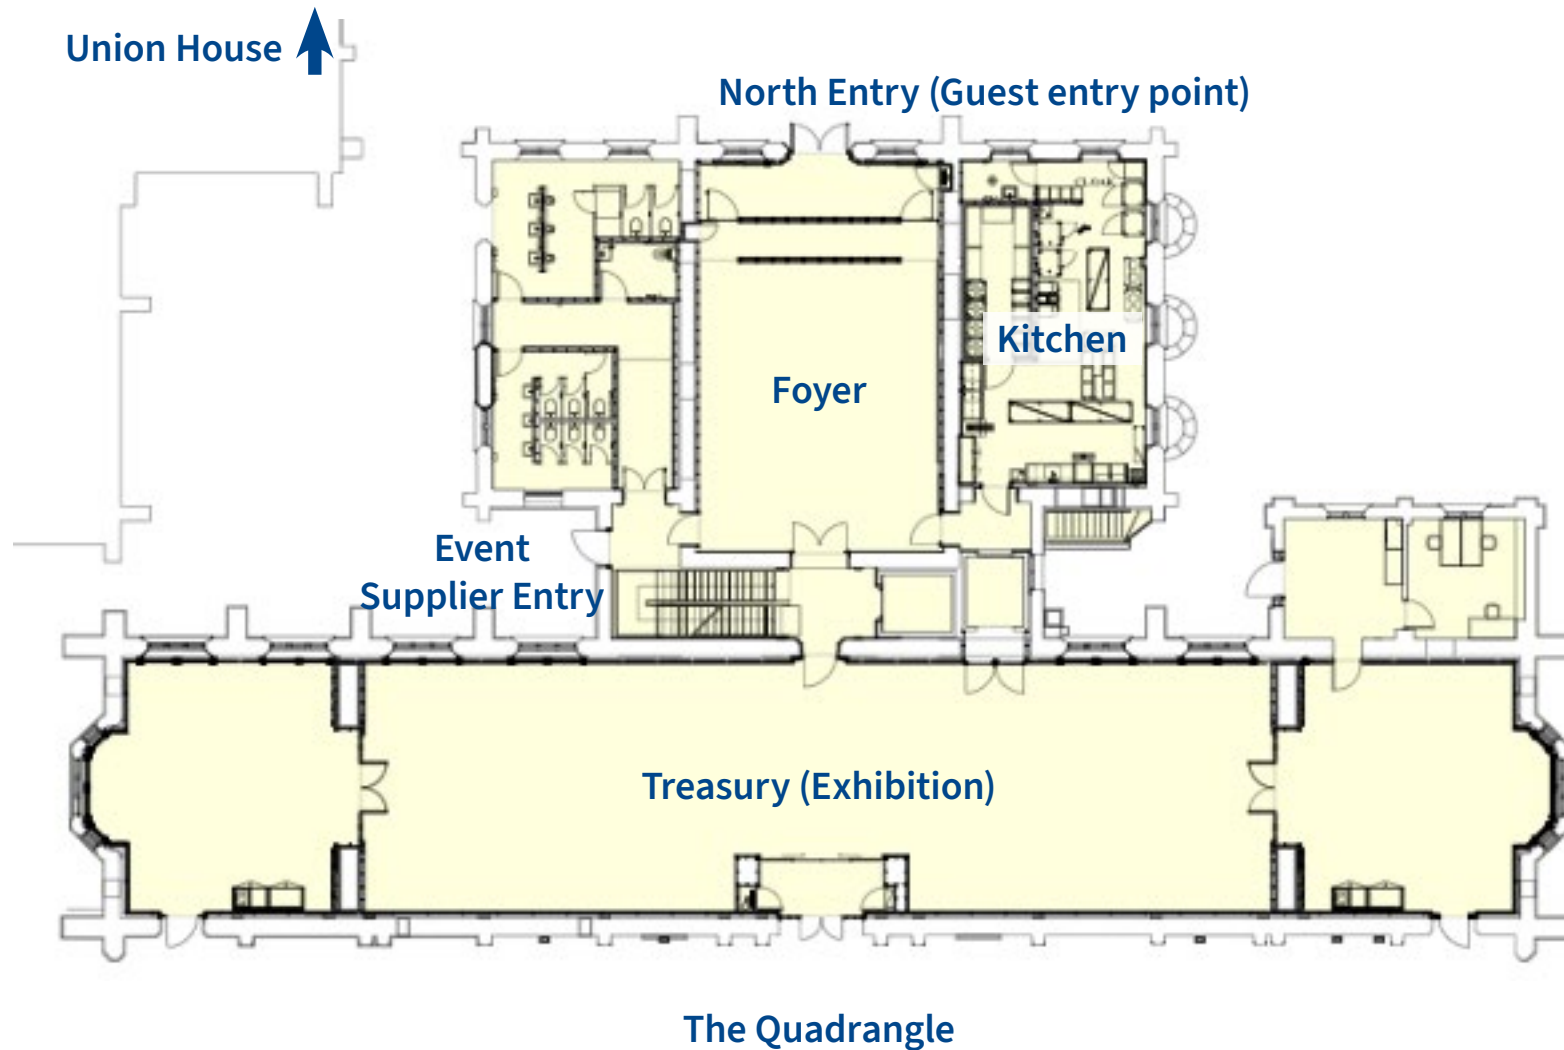 Union House
North Entry (Guest entry point)
Kitchen
Foyer
Event
Supplier Entry
Treasury (Exhibition)
The Quadrangle